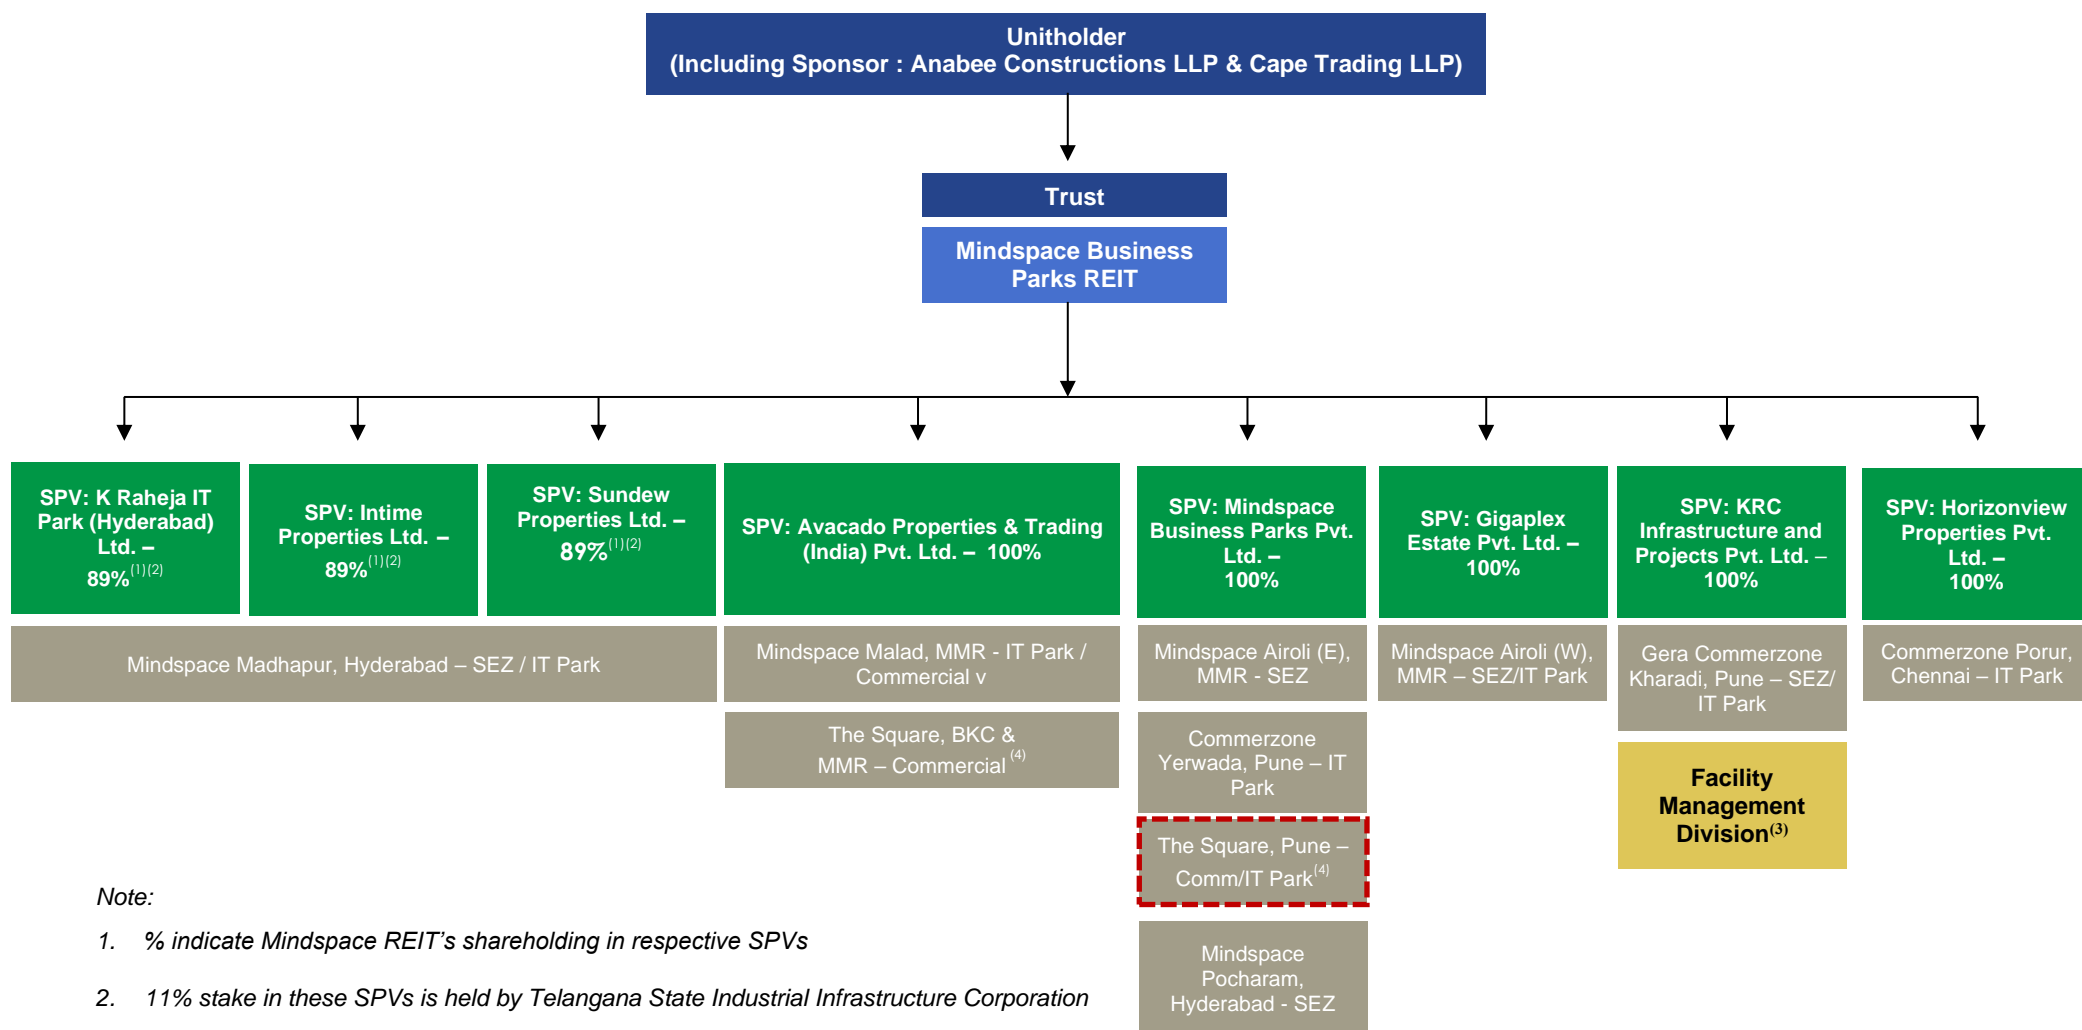 Unitholder
(Including Sponsor : Anabee Constructions LLP & Cape Trading LLP)
Trust
Mindspace Business
Parks REIT
SPV: K Raheja IT
Park (Hyderabad)
Ltd. –
89%(1)(2)
SPV: Intime
Properties Ltd. –
89%(1)(2)
SPV: Sundew
Properties Ltd. –
89%(1)(2)
SPV: Avacado Properties & Trading
(India) Pvt. Ltd. – 100%
SPV: Mindspace
Business Parks Pvt.
Ltd. –
100%
SPV: Gigaplex
Estate Pvt. Ltd. –
100%
SPV: KRC
Infrastructure and
Projects Pvt. Ltd. –
100%
SPV: Horizonview
Properties Pvt.
Ltd. –
100%
Mindspace Madhapur, Hyderabad – SEZ / IT Park
Mindspace Malad, MMR - IT Park /
Commercial v
The Square, BKC &
MMR – Commercial (4)
Mindspace Airoli (E),
MMR - SEZ
Commerzone
Yerwada, Pune – IT
Park
The Square, Pune –
Comm/IT Park(4)
Mindspace
Pocharam,
Hyderabad - SEZ
Mindspace Airoli (W),
MMR – SEZ/IT Park
Gera Commerzone
Kharadi, Pune – SEZ/
IT Park
Facility
Management
Division(3)
Commerzone Porur,
Chennai – IT Park
Note:
1. % indicate Mindspace REIT’s shareholding in respective SPVs
2. 11% stake in these SPVs is held by Telangana State Industrial Infrastructure Corporation